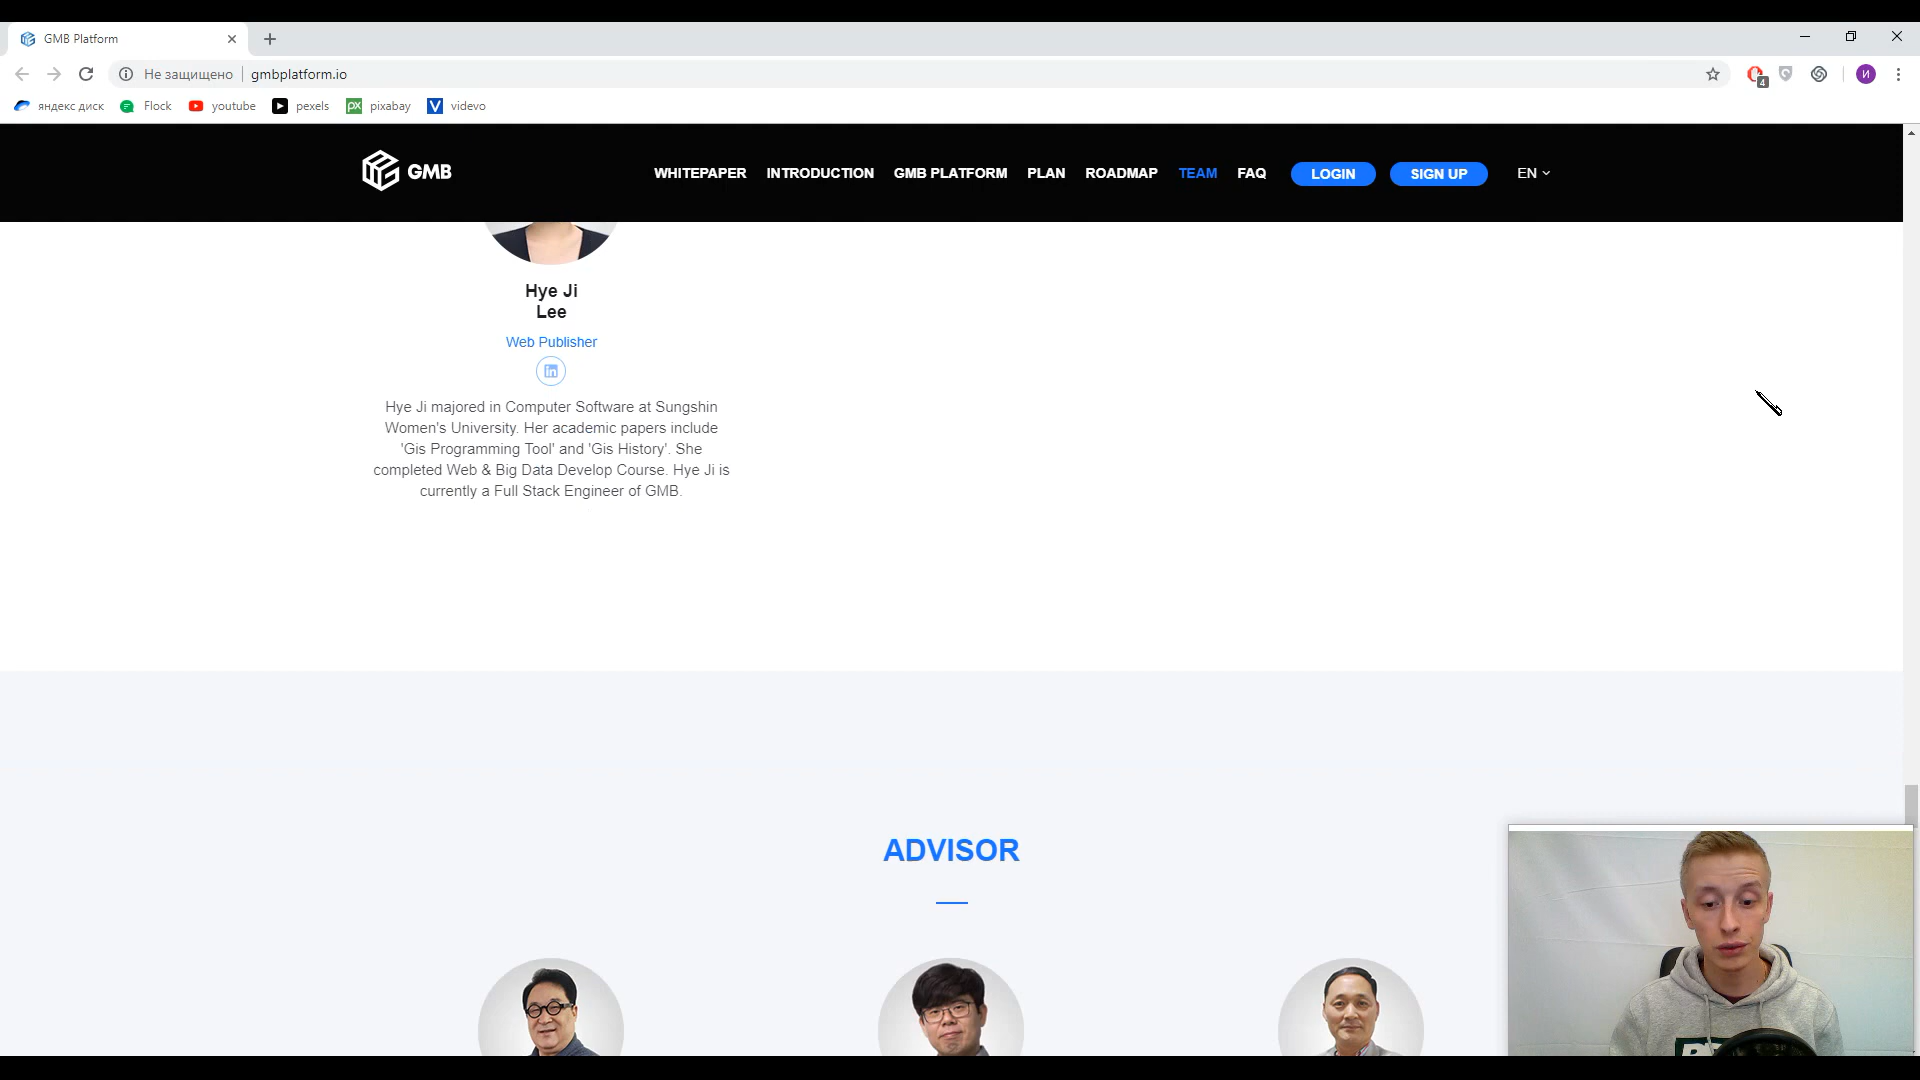 GMB Platform
Не защищено
gmbplatform.io
4
И
яндекс диск
Flock
youtube
px
pexels
pixabay
V
videvo
GMB
WHITEPAPER
INTRODUCTION
GMB PLATFORM
PLAN
ROADMAP
TEAM
FAQ
LOGIN
SIGN UP
EN
Hye Ji
Lee
Web Publisher
in
Hye Ji majored in Computer Software at Sungshin
Women's University. Her academic papers include
'Gis Programming Tool' and 'Gis History'. She
completed Web & Big Data Develop Course. Hye Ji is
currently a Full Stack Engineer of GMB.
ADVISOR